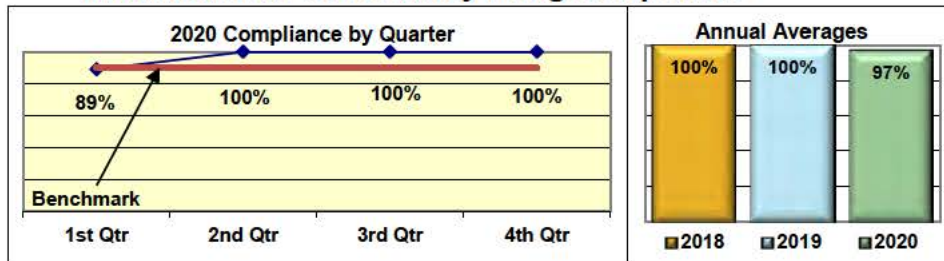 2020 Compliance by Quarter
89%
100%
100%
100%
Benchmark
1st Qtr
2nd Qtr
3rd Qtr
4th Qtr
Annual Averages
100%
100%
97%
2018
2019
2020